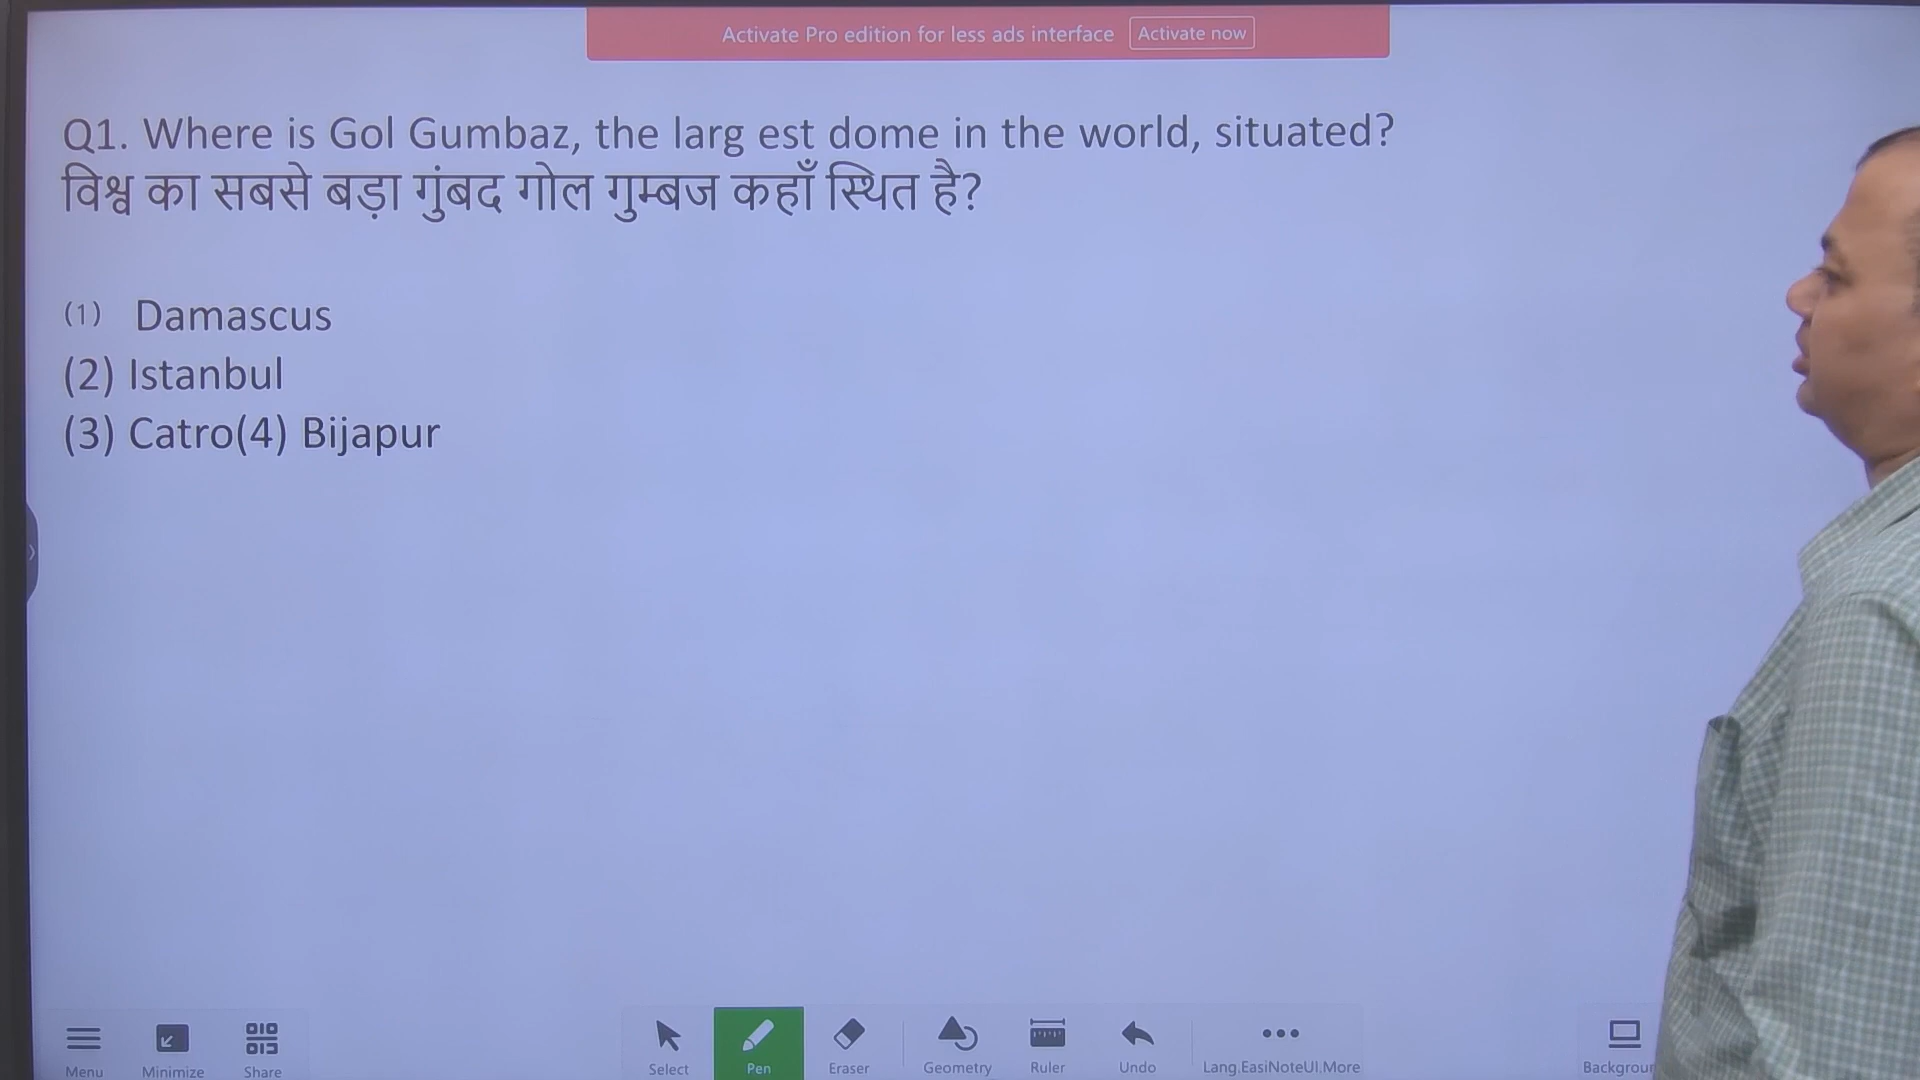 Activate Pro edition for less ads interface Activate now
Q1. Where is Gol Gumbaz, the larg est dome in the world, situated?
विश्व का सबसे बड़ा गुंबद गोल गुम्बज कहाँ स्थित है?
(1) Damascus
(2) Istanbul
(3) Catro(4) Bijapur
Menu Minimize Share Select Pen Eraser Geometry Ruler Undo Lang.EasiNoteUI.More Backgroun